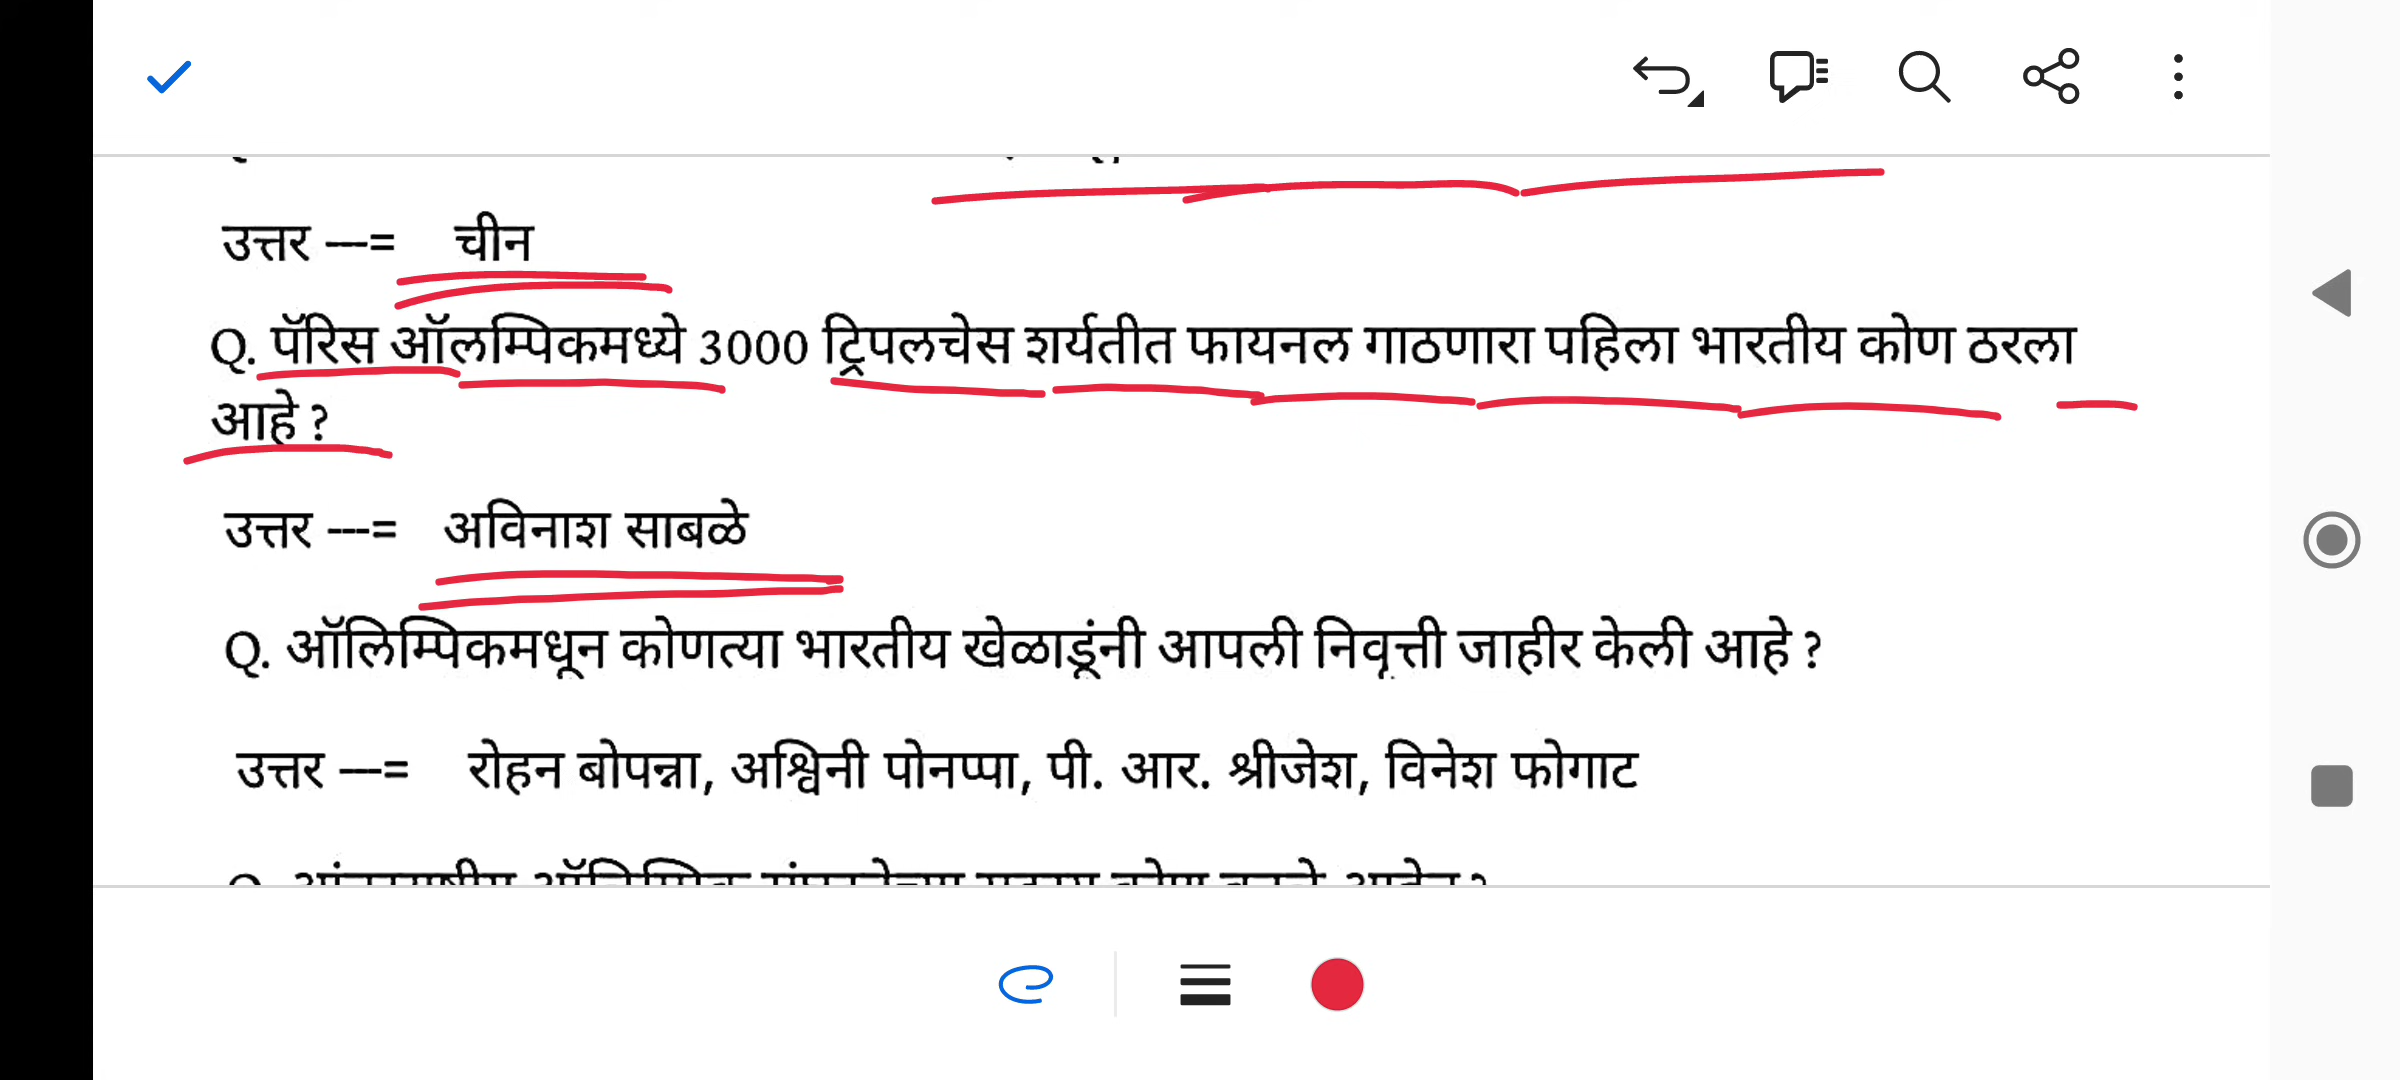 उत्तर —= चीन
Q. पॅरिस ऑलम्पिकमध्ये 3000 ट्रिपलचेस शर्यतीत फायनल गाठणारा पहिला भारतीय कोण ठरला
आहे ?
उत्तर ---= अविनाश साबळे
Q. ऑलिम्पिकमधून कोणत्या भारतीय खेळाडूंनी आपली निवृत्ती जाहीर केली आहे ?
उत्तर —-= रोहन बोपन्ना, अश्विनी पोनप्पा, पी. आर. श्रीजेश, विनेश फोगाट